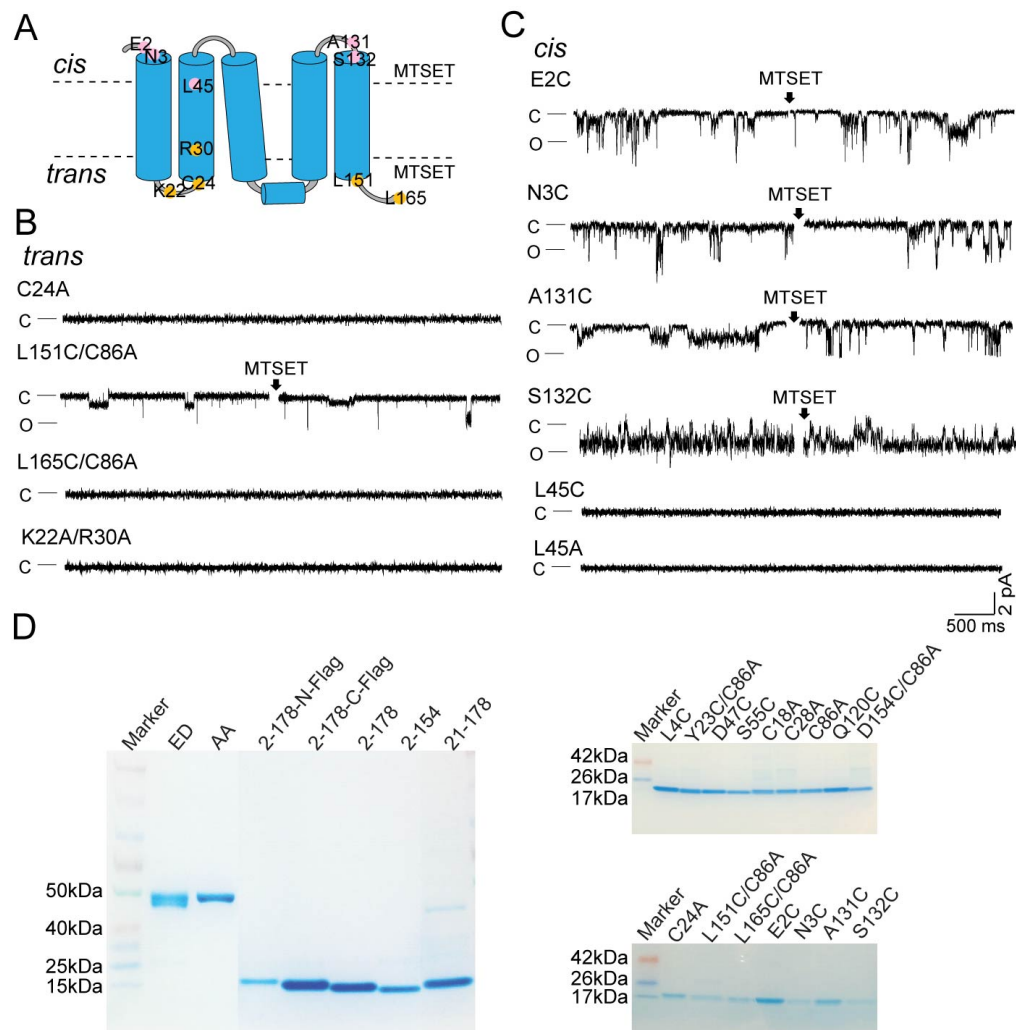 A
E2
N3
A131
S132
cis
MTSET
L45
R30
trans
MTSET
K22
C24
L151
L165
B
trans
C24A
C
L151C/C86A
MTSET
C
O
L165C/C86A
C
K22A/R30A
C
C
cis
E2C
MTSET
C
O
N3C
MTSET
C
O
A131C
MTSET
C
O
S132C
MTSET
C
O
L45C
C
L45A
C
2 pA
500 ms
D
Marker
ED
AA
2-178-N-Flag
2-178-C-Flag
2-178
2-154
21-178
50kDa
40kDa
25kDa
15kDa
Marker
L4C
Y23C/C86A
D47C
S55C
C18A
C28A
C86A
Q120C
D154C/C86A
42kDa
26kDa
17kDa
Marker
C24A
L151C/C86A
L165C/C86A
E2C
N3C
A131C
S132C
42kDa
26kDa
17kDa